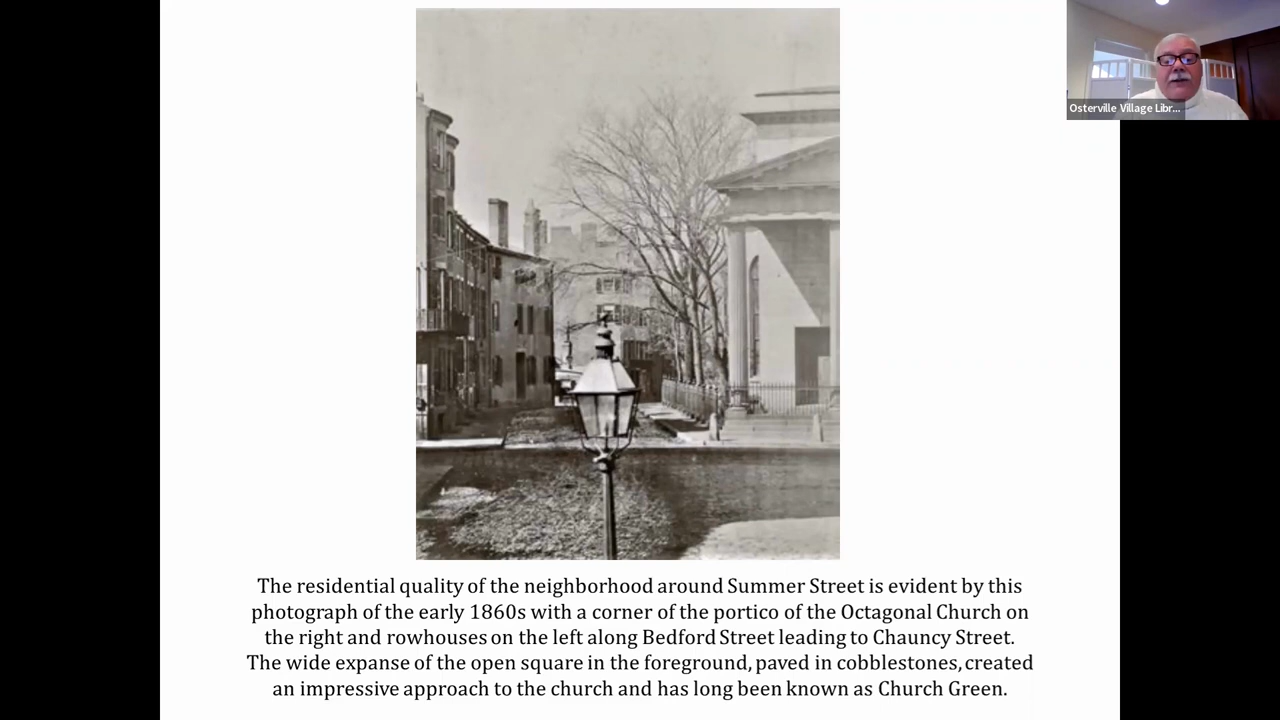 Osterville Village Libr...
The residential quality of the neighborhood around Summer Street is evident by this
photograph of the early 1860s with a corner of the portico of the Octagonal Church on
the right and rowhouses on the left along Bedford Street leading to Chauncy Street.
The wide expanse of the open square in the foreground, paved in cobblestones, created
an impressive approach to the church and has long been known as Church Green.